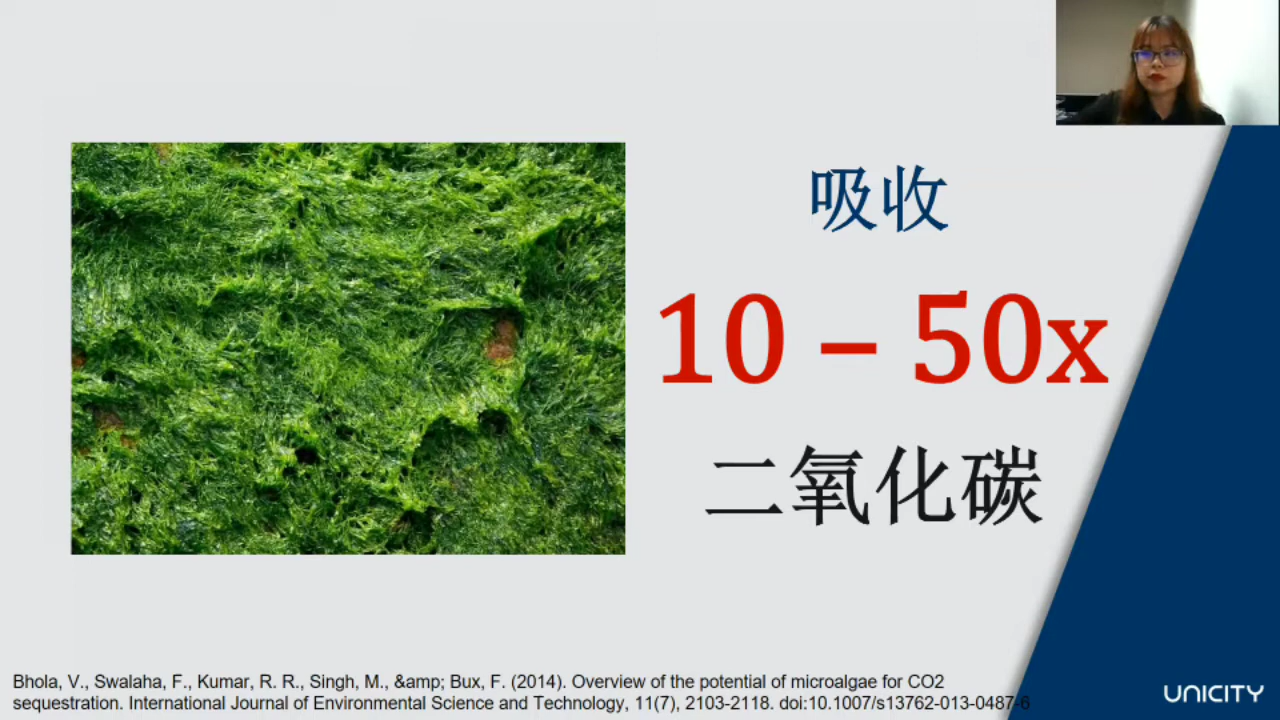 吸收
10 – 50x
二氧化碳
Bhola, V., Swalaha, F., Kumar, R. R., Singh, M., &amp; Bux, F. (2014). Overview of the potential of microalgae for CO2
sequestration. International Journal of Environmental Science and Technology, 11(7), 2103-2118. doi:10.1007/s13762-013-0487-6
UNICITY